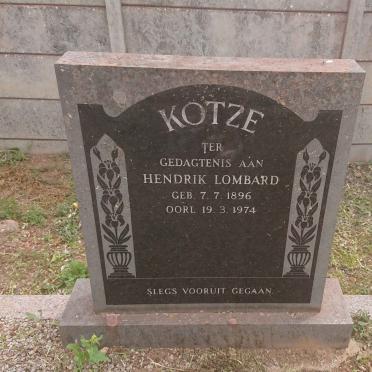 KOTZE
TER
GEDAGTENIS AAN
HENDRIK LOMBARD
GEB. 7. 7. 1896
OORL 19. 3. 1974
SLEGS VOORUIT GEGAAN.